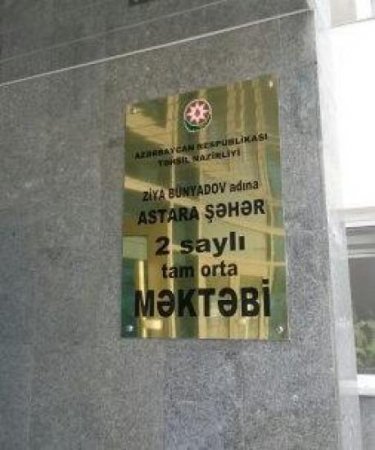 AZƏRBAYCAN RESPUBLİKASI
TƏHSİL NAZİRLİYİ
ZİYA BÜNYADOV adına
ASTARA ŞƏHƏR
2 saylı
tam orta
MƏKTƏBİ